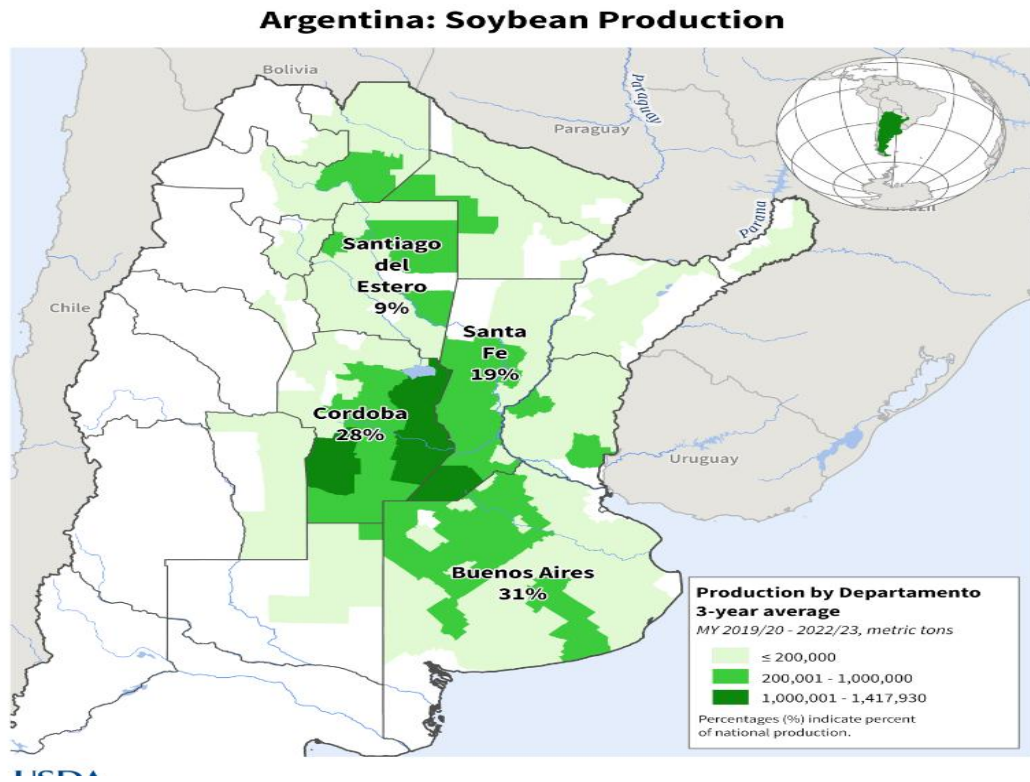 Argentina: Soybean Production
Bolivia
Paraguay
Paraguay
Parana
Santiago
del
Estero
9%
Chile
Santa
Fe
19%
Cordoba
28%
Uruguay
Buenos Aires
31%
Production by Departamento
3-year average
MY 2019/20 - 2022/23, metric tons
≤ 200,000
200,001 - 1,000,000
1,000,001 - 1,417,930
Percentages (%) indicate percent
of national production.
USDA